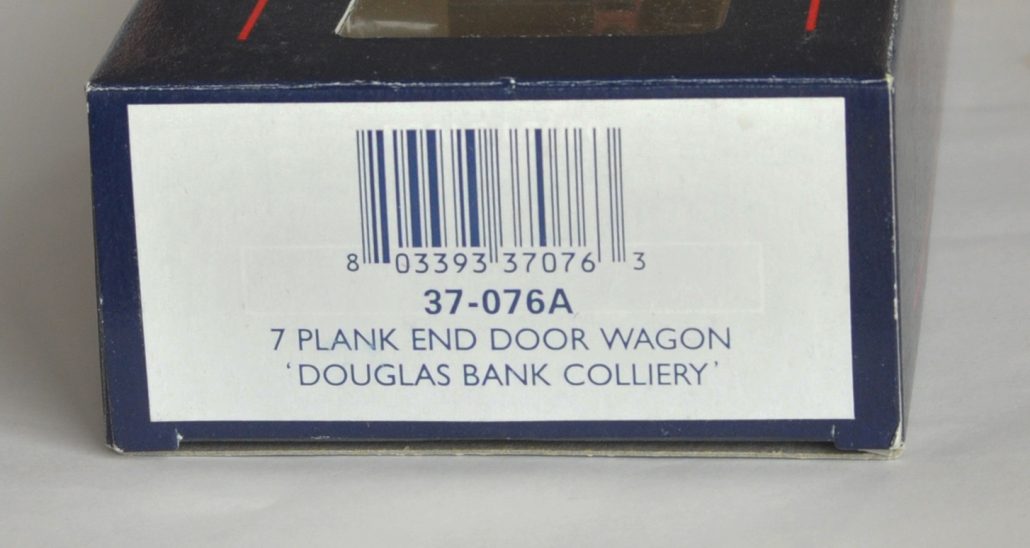 8 03393 37076 3
37-076A
7 PLANK END DOOR WAGON
‘DOUGLAS BANK COLLIERY’